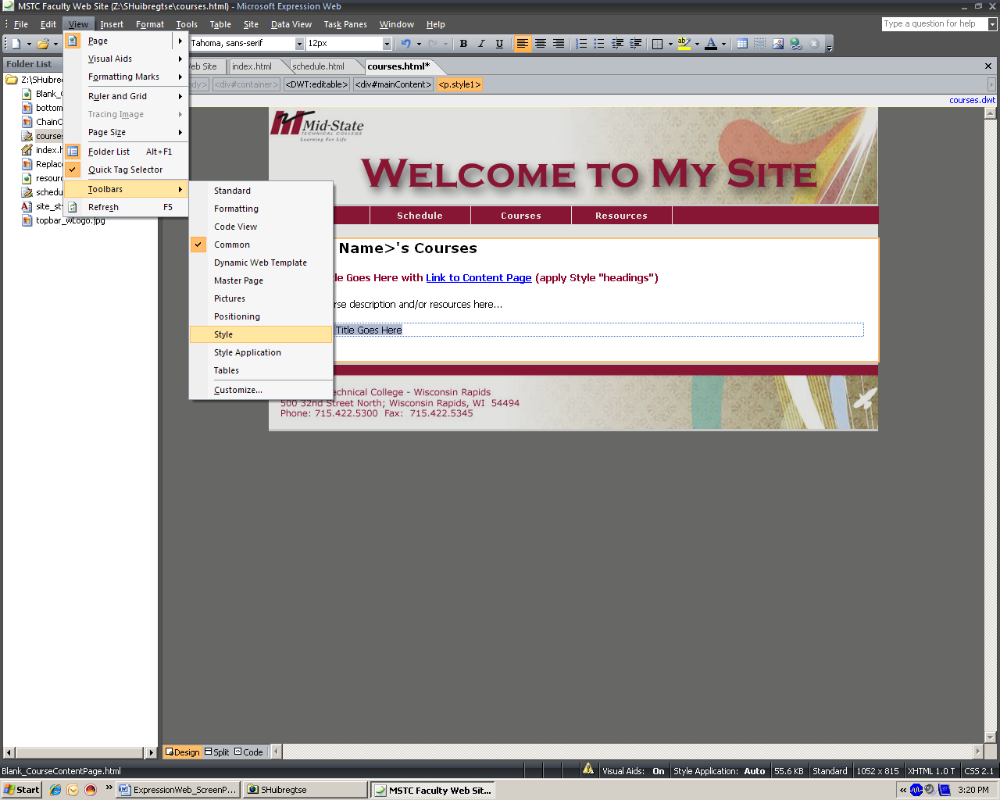 MSTC Faculty Web Site (Z:\SHuibregtse\courses.html) - Microsoft Expression Web
File Edit View Insert Format Tools Table Site Data View Task Panes Window Help
Type a question for help
Tahoma, sans-serif 12px B I U A
Folder List
Site index.html schedule.html courses.html*
<div#container> <DWT:editable> <div#mainContent> <p.style1>
courses.dwt
Z:\SHuibreg
Blank_
bottom
ChainC
courses
index.h
Replac
resour
schedu
site_sty
topbar_wLogo.jpg
Page
Visual Aids
Formatting Marks
Ruler and Grid
Tracing Image
Page Size
Folder List Alt+F1
Quick Tag Selector
Toolbars
Refresh F5
Standard
Formatting
Code View
Common
Dynamic Web Template
Master Page
Pictures
Positioning
Style
Style Application
Tables
Customize...
Mid-State
TECHNICAL COLLEGE
Learning For Life
WELCOME TO MY SITE
Schedule Courses Resources
Name>'s Courses
Goes Here with Link to Content Page (apply Style "headings")
description and/or resources here...
Title Goes Here
Technical College - Wisconsin Rapids
500 32nd Street North; Wisconsin Rapids, WI 54494
Phone: 715.422.5300 Fax: 715.422.5345
Design Split Code
Blank_CourseContentPage.html
Visual Aids: On Style Application: Auto 55.6 KB Standard 1052 x 815 XHTML 1.0 T CSS 2.1
Start ExpressionWeb_ScreenP... SHuibregtse MSTC Faculty Web Sit... 3:20 PM